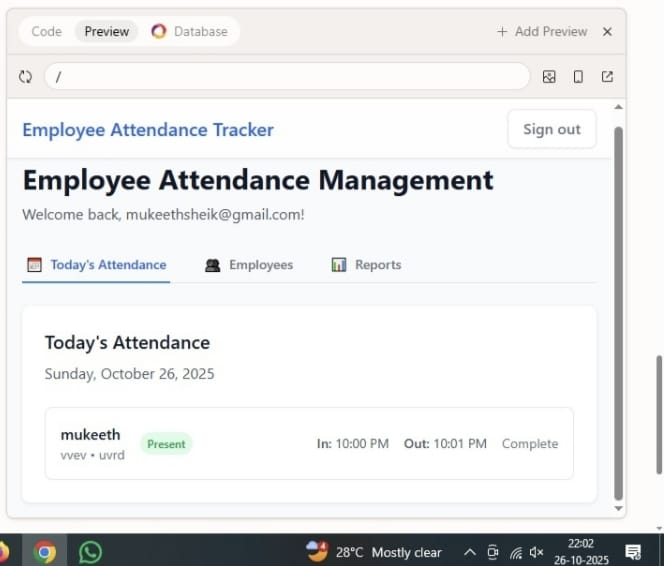 Code Preview Database + Add Preview ×
/
Employee Attendance Tracker Sign out
Employee Attendance Management
Welcome back, mukeethsheik@gmail.com!
Today's Attendance Employees Reports
Today's Attendance
Sunday, October 26, 2025
mukeeth Present In: 10:00 PM Out: 10:01 PM Complete
vvev • uvrd
28°C Mostly clear 22:02
26-10-2025